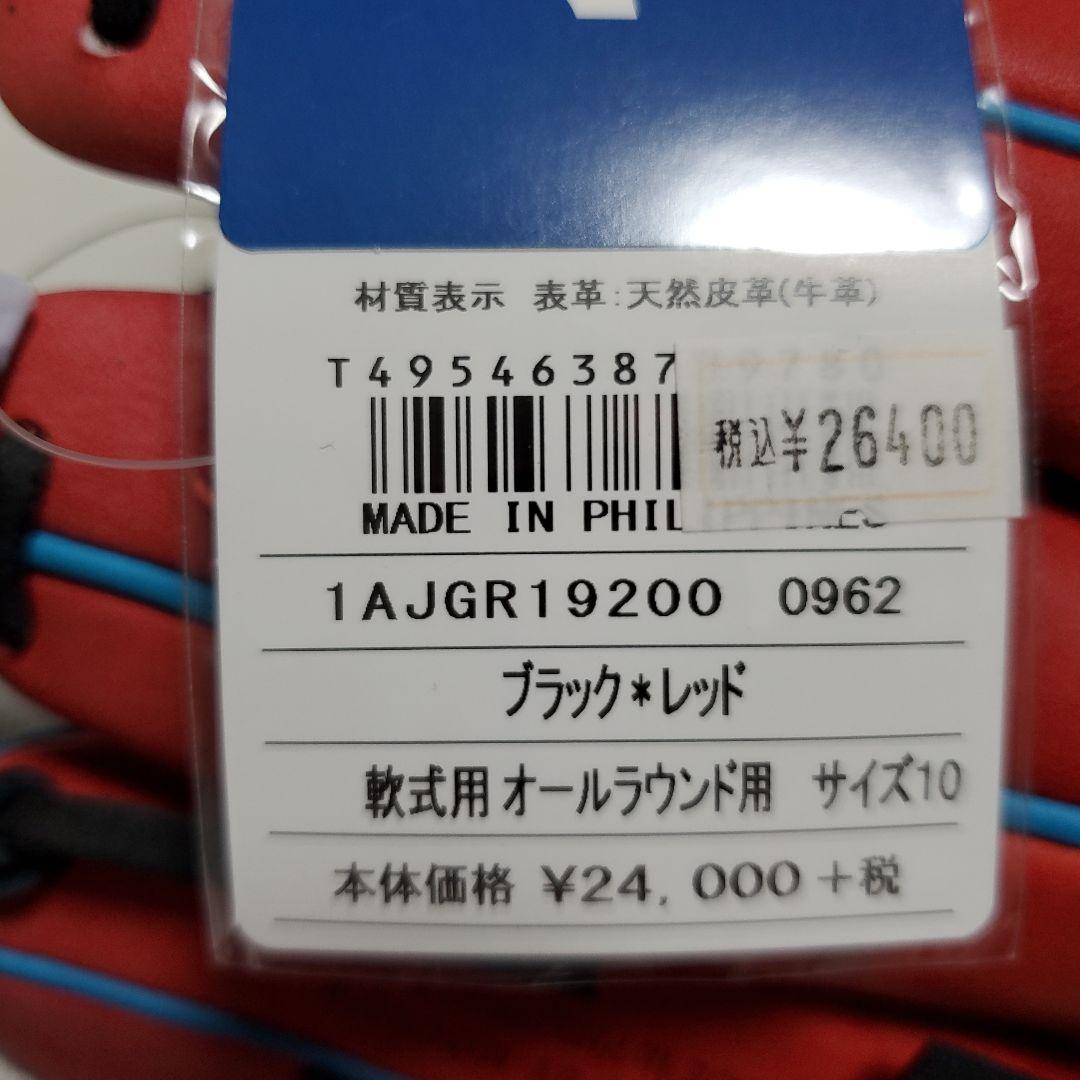 材質表示 表革:天然皮革(牛革)
T49546387
税込¥26400
MADE IN PHILIPPINES
1AJGR19200 0962
ブラック*レッド
軟式用 オールラウンド用 サイズ10
本体価格 ¥24,000+税